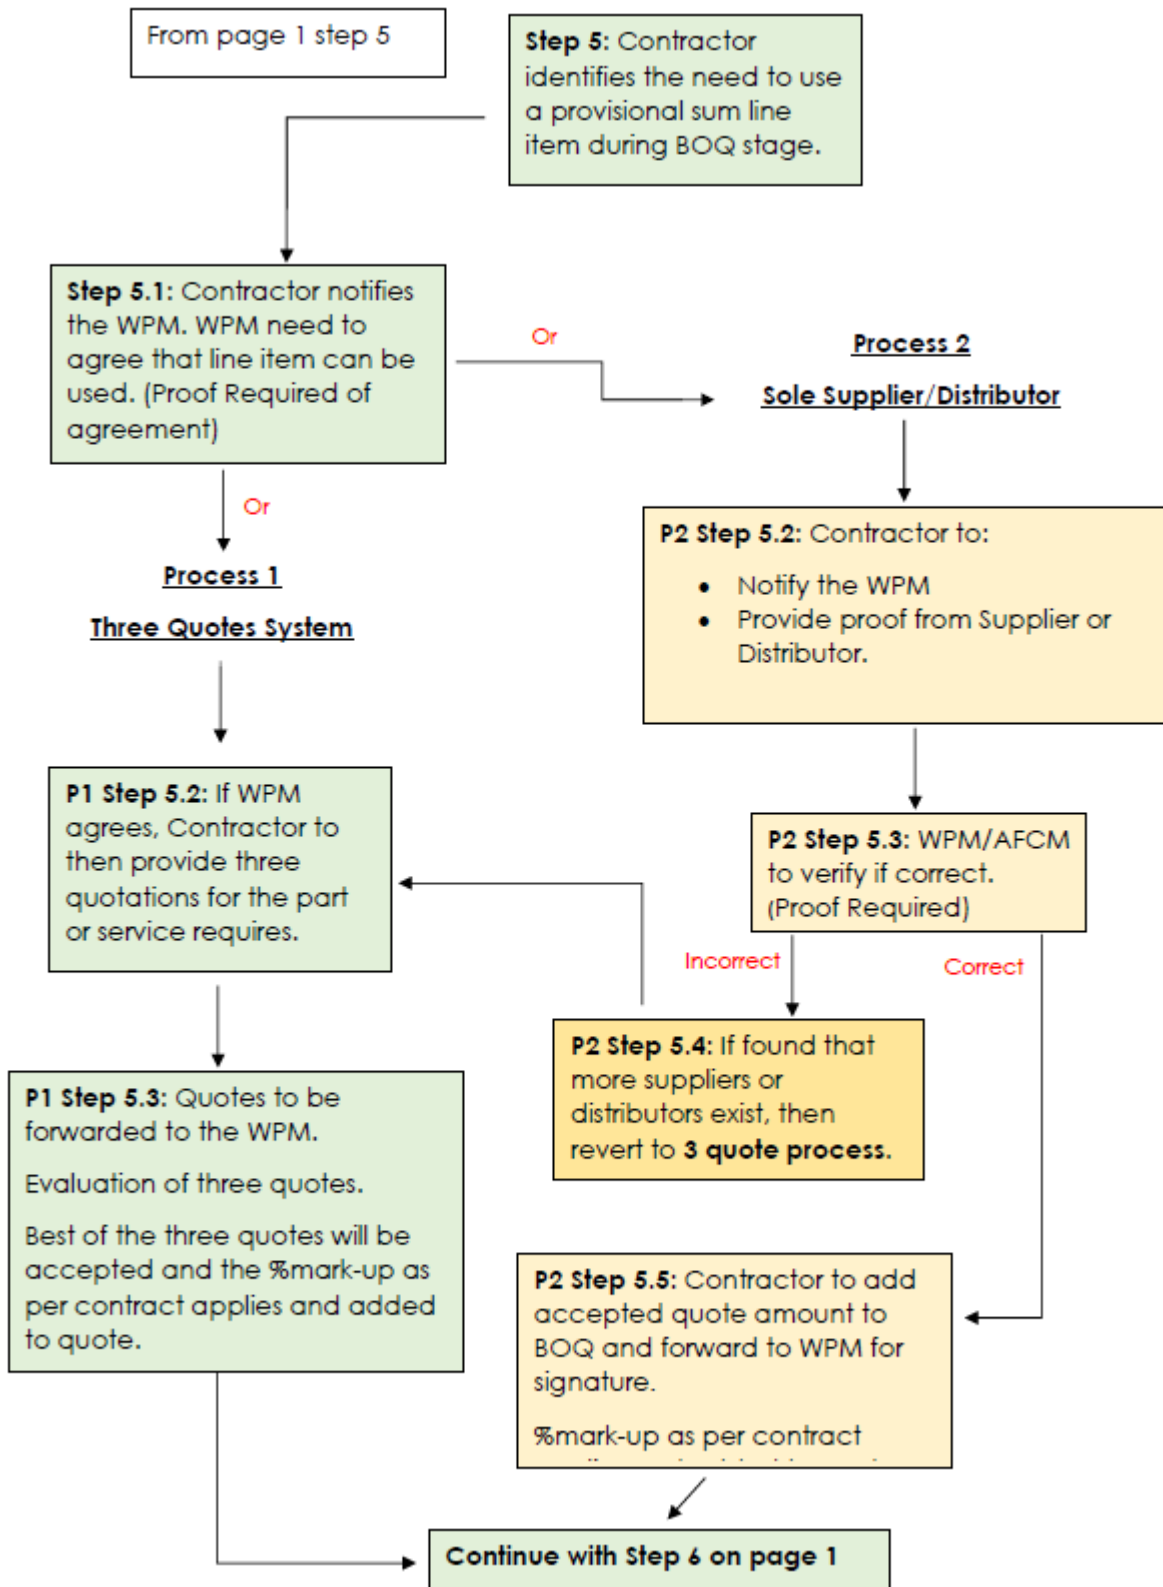 From page 1 step 5
Step 5: Contractor
identifies the need to use
a provisional sum line
item during BOQ stage.
Step 5.1: Contractor notifies
the WPM. WPM need to
agree that line item can be
used. (Proof Required of
agreement)
Or
Process 2
Sole Supplier/Distributor
Or
Process 1
Three Quotes System
P2 Step 5.2: Contractor to:
• Notify the WPM
• Provide proof from Supplier or
Distributor.
P1 Step 5.2: If WPM
agrees, Contractor to
then provide three
quotations for the part
or service requires.
P2 Step 5.3: WPM/AFCM
to verify if correct.
(Proof Required)
Incorrect
Correct
P2 Step 5.4: If found that
more suppliers or
distributors exist, then
revert to 3 quote process.
P1 Step 5.3: Quotes to be
forwarded to the WPM.
Evaluation of three quotes.
Best of the three quotes will be
accepted and the %mark-up as
per contract applies and added
to quote.
P2 Step 5.5: Contractor to add
accepted quote amount to
BOQ and forward to WPM for
signature.
%mark-up as per contract
Continue with Step 6 on page 1